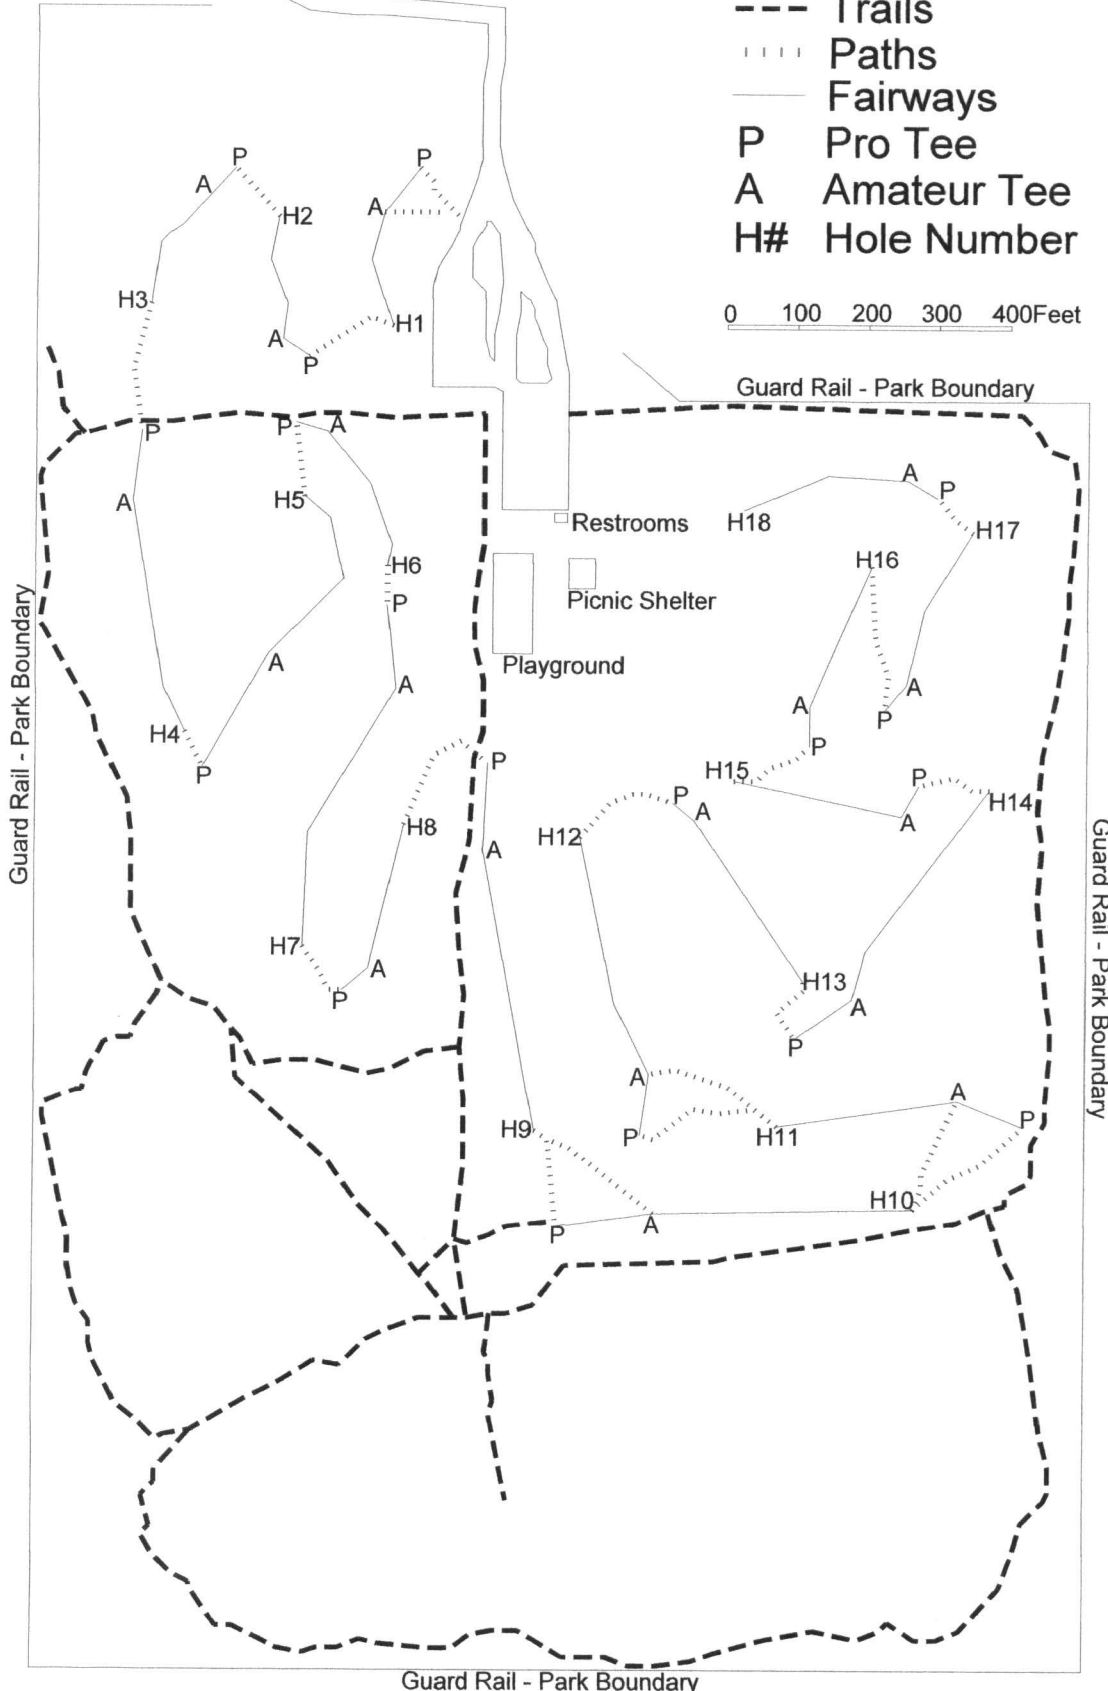 Trails
Paths
Fairways
P Pro Tee
A Amateur Tee
H# Hole Number
0 100 200 300 400Feet
Guard Rail - Park Boundary
P
P
A
A
H2
H3
H1
A
P
P
P
A
A
H5
A
P
H18
H17
Restrooms
H6
H16
P
Picnic Shelter
Playground
A
A
A
H4
P
A
P
P
P
H15
P
H14
P
A
H12
H8
A
A
Guard Rail - Park Boundary
Guard Rail - Park Boundary
H7
A
P
H13
A
P
A
A
P
H9
P
H11
H10
P
A
Guard Rail - Park Boundary